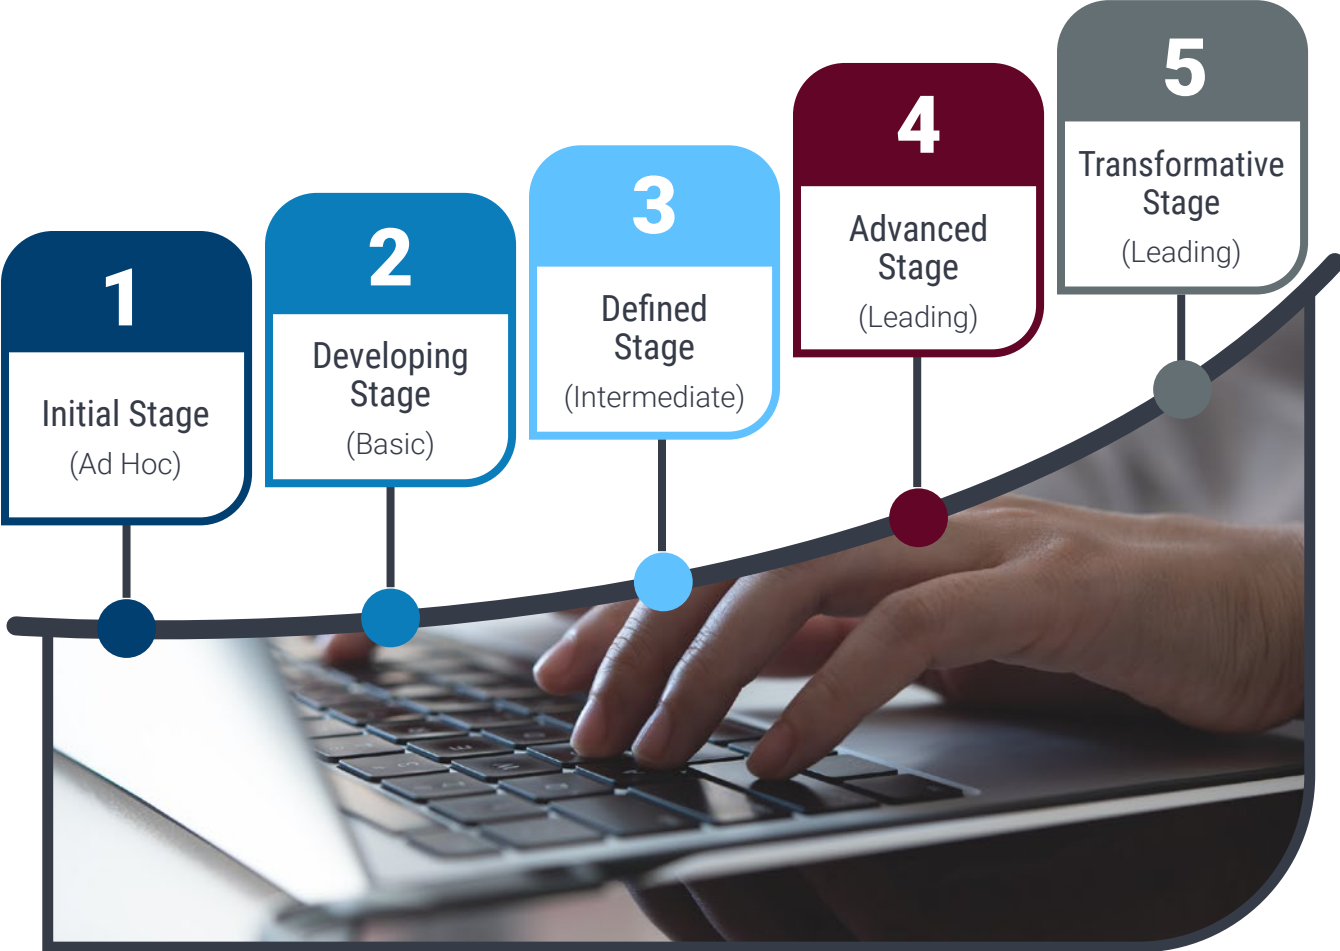 1
Initial Stage
(Ad Hoc)
2
Developing
Stage
(Basic)
3
Defined
Stage
(Intermediate)
4
Advanced
Stage
(Leading)
5
Transformative
Stage
(Leading)